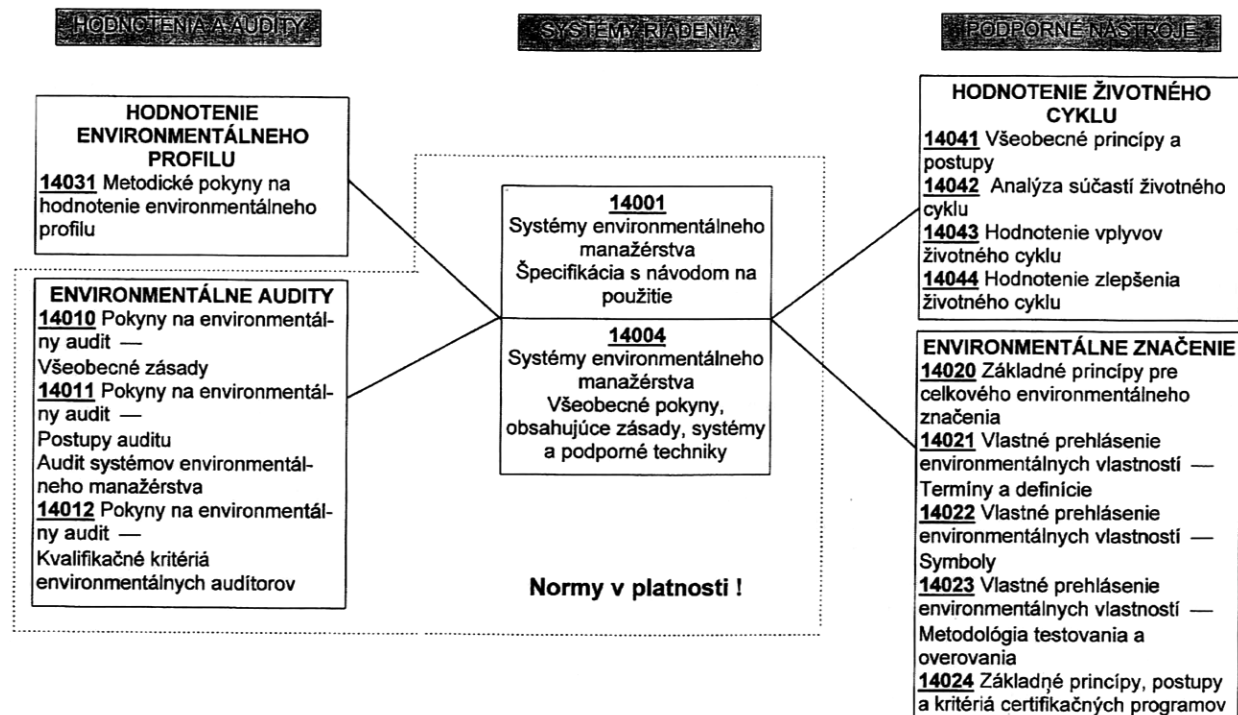 HODNOTENIA A AUDITY
SYSTÉMY RIADENIA
PODPORNÉ NÁSTROJE
HODNOTENIE
ENVIRONMENTÁLNEHO
PROFILU
14031 Metodické pokyny na
hodnotenie environmentálneho
profilu
ENVIRONMENTÁLNE AUDITY
14010 Pokyny na environmentál-
ny audit —
Všeobecné zásady
14011 Pokyny na environmentál-
ny audit —
Postupy auditu
Audit systémov environmentál-
neho manažérstva
14012 Pokyny na environmentál-
ny audit —
Kvalifikačné kritériá
environmentálnych audítorov
14001
Systémy environmentálneho
manažérstva
Špecifikácia s návodom na
použitie
14004
Systémy environmentálneho
manažérstva
Všeobecné pokyny,
obsahujúce zásady, systémy
a podporné techniky
Normy v platnosti !
HODNOTENIE ŽIVOTNÉHO
CYKLU
14041 Všeobecné princípy a
postupy
14042 Analýza súčastí životného
cyklu
14043 Hodnotenie vplyvov
životného cyklu
14044 Hodnotenie zlepšenia
životného cyklu
ENVIRONMENTÁLNE ZNAČENIE
14020 Základné princípy pre
celkového environmentálneho
značenia
14021 Vlastné prehlásenie
environmentálnych vlastností —
Termíny a definície
14022 Vlastné prehlásenie
environmentálnych vlastností —
Symboly
14023 Vlastné prehlásenie
environmentálnych vlastností —
Metodológia testovania a
overovania
14024 Základné princípy, postupy
a kritériá certifikačných programov